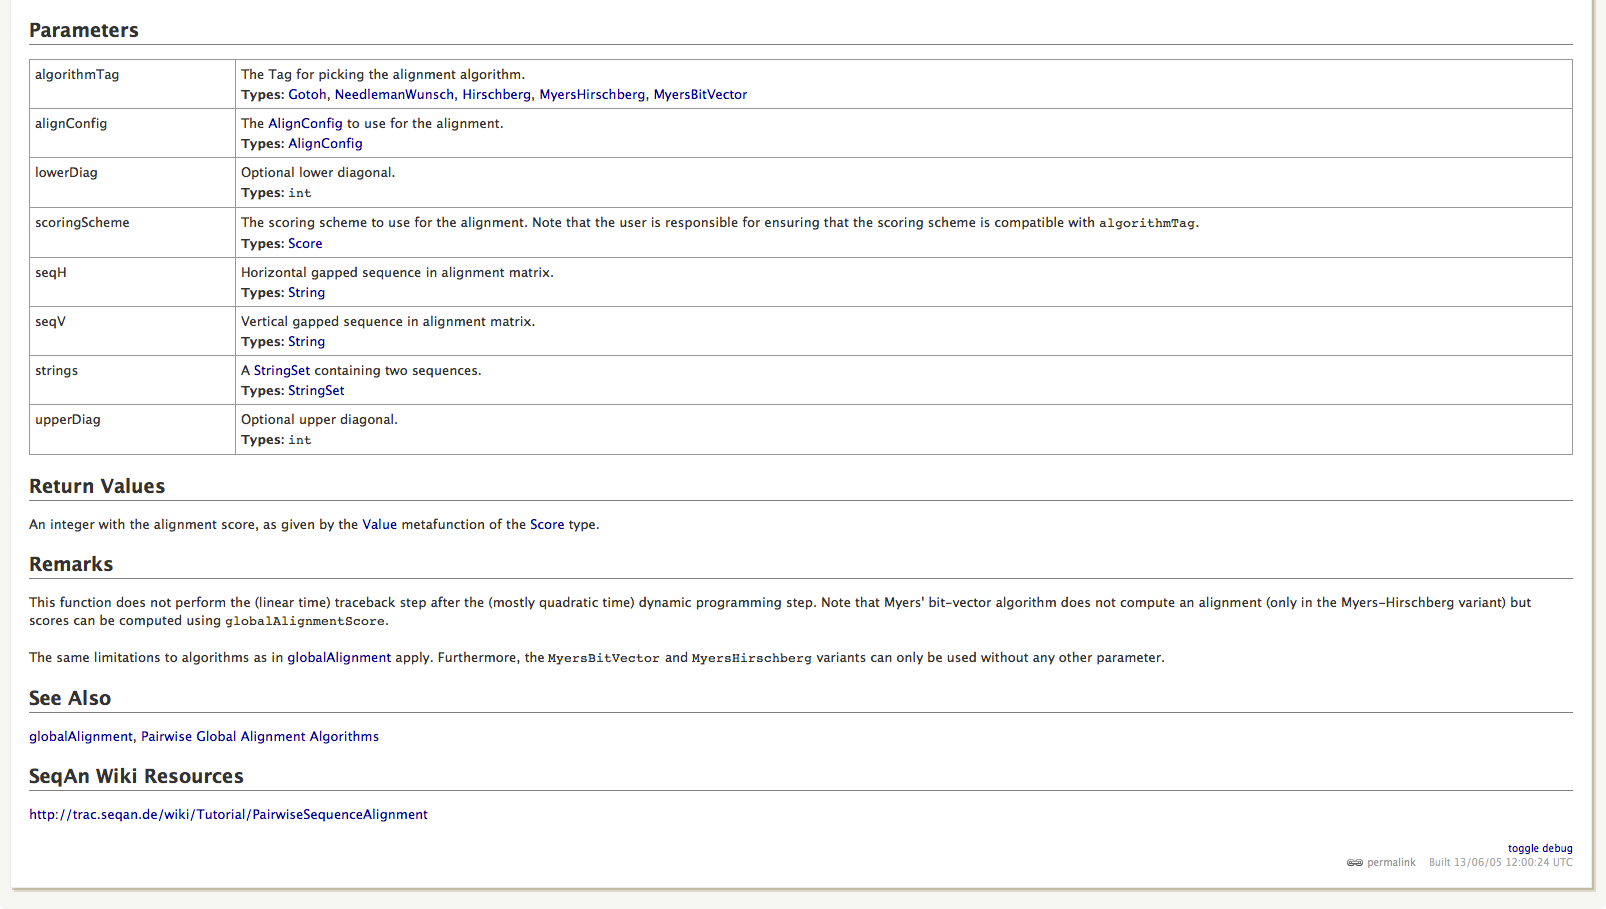 Parameters
algorithmTag
The Tag for picking the alignment algorithm.
Types: Gotoh, NeedlemanWunsch, Hirschberg, MyersHirschberg, MyersBitVector
alignConfig
The AlignConfig to use for the alignment.
Types: AlignConfig
lowerDiag
Optional lower diagonal.
Types: int
scoringScheme
The scoring scheme to use for the alignment. Note that the user is responsible for ensuring that the scoring scheme is compatible with algorithmTag.
Types: Score
seqH
Horizontal gapped sequence in alignment matrix.
Types: String
seqV
Vertical gapped sequence in alignment matrix.
Types: String
strings
A StringSet containing two sequences.
Types: StringSet
upperDiag
Optional upper diagonal.
Types: int
Return Values
An integer with the alignment score, as given by the Value metafunction of the Score type.
Remarks
This function does not perform the (linear time) traceback step after the (mostly quadratic time) dynamic programming step. Note that Myers' bit-vector algorithm does not compute an alignment (only in the Myers-Hirschberg variant) but
scores can be computed using globalAlignmentScore.
The same limitations to algorithms as in globalAlignment apply. Furthermore, the MyersBitVector and MyersHirschberg variants can only be used without any other parameter.
See Also
globalAlignment, Pairwise Global Alignment Algorithms
SeqAn Wiki Resources
http://trac.seqan.de/wiki/Tutorial/PairwiseSequenceAlignment
toggle debug
permalink Built 13/06/05 12:00:24 UTC